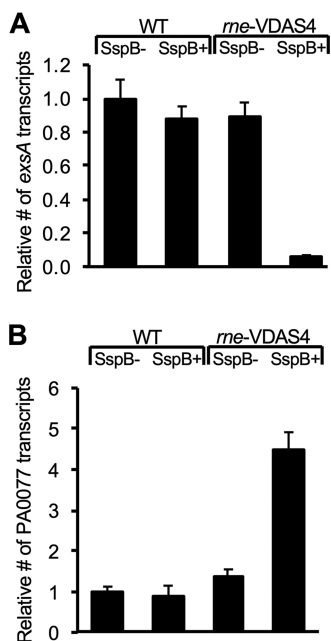 A
WT rne-VDAS4
SspB- SspB+ SspB- SspB+
Relative # of exsA transcripts
1.2
1.0
0.8
0.6
0.4
0.2
0.0
B
WT rne-VDAS4
SspB- SspB+ SspB- SspB+
Relative # of PA0077 transcripts
6
5
4
3
2
1
0